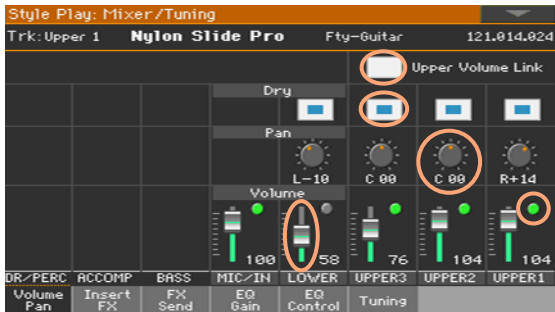 Style Play: Mixer/Tuning
Trk: Upper 1 Nylon Slide Pro Fty-Guitar 121.014.024
Upper Volume Link
Dry
Pan
L-10 C 00 C 00 R+14
Volume
100 58 76 104 104
DR/PERC ACCOMP BASS MIC/IN LOWER UPPER3 UPPER2 UPPER1
Volume Pan Insert FX FX Send EQ Gain EQ Control Tuning